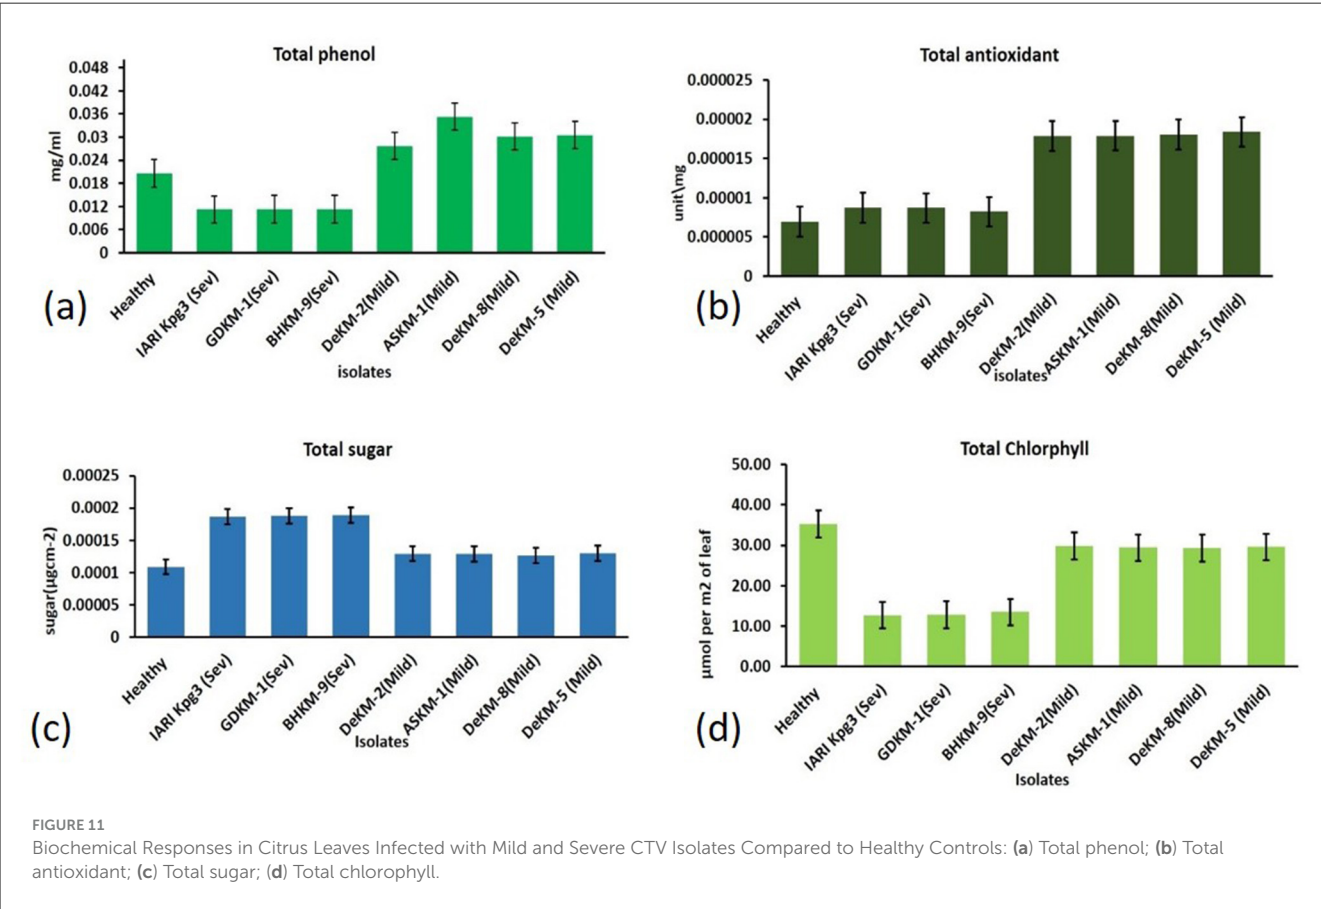 Total phenol
0.048
0.042
0.036
0.03
0.024
0.018
0.012
0.006
0
mg/ml
Healthy
IARI Kpg3 (Sev)
GDKM-1(Sev)
BHKM-9(Sev)
DeKM-2(Mild)
ASKM-1(Mild)
DeKM-8(Mild)
DeKM-5 (Mild)
isolates
(a)
Total antioxidant
0.000025
0.00002
0.000015
0.00001
0.000005
0
unit\mg
Healthy
IARI Kpg3 (Sev)
GDKM-1(Sev)
BHKM-9(Sev)
DeKM-2(Mild)
ASKM-1(Mild)
DeKM-8(Mild)
DeKM-5 (Mild)
isolates
(b)
Total sugar
0.00025
0.0002
0.00015
0.0001
0.00005
0
sugar(µgcm-2)
Healthy
IARI Kpg3 (Sev)
GDKM-1(Sev)
BHKM-9(Sev)
DeKM-2(Mild)
ASKM-1(Mild)
DeKM-8(Mild)
DeKM-5 (Mild)
Isolates
(c)
Total Chlorphyll
50.00
40.00
30.00
20.00
10.00
0.00
µmol per m2 of leaf
Healthy
IARI Kpg3 (Sev)
GDKM-1(Sev)
BHKM-9(Sev)
DeKM-2(Mild)
ASKM-1(Mild)
DeKM-8(Mild)
DeKM-5 (Mild)
Isolates
(d)
FIGURE 11
Biochemical Responses in Citrus Leaves Infected with Mild and Severe CTV Isolates Compared to Healthy Controls: (a) Total phenol; (b) Total
antioxidant; (c) Total sugar; (d) Total chlorophyll.